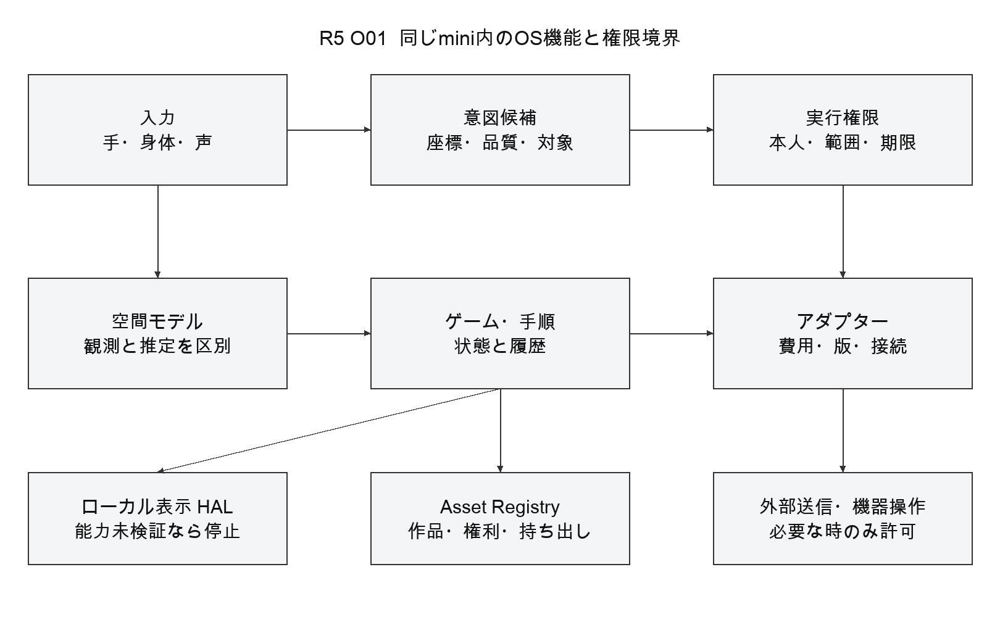 R5 O01 同じmini内のOS機能と権限境界
入力
手・身体・声
意図候補
座標・品質・対象
実行権限
本人・範囲・期限
空間モデル
観測と推定を区別
ゲーム・手順
状態と履歴
アダプター
費用・版・接続
ローカル表示 HAL
能力未検証なら停止
Asset Registry
作品・権利・持ち出し
外部送信・機器操作
必要な時のみ許可